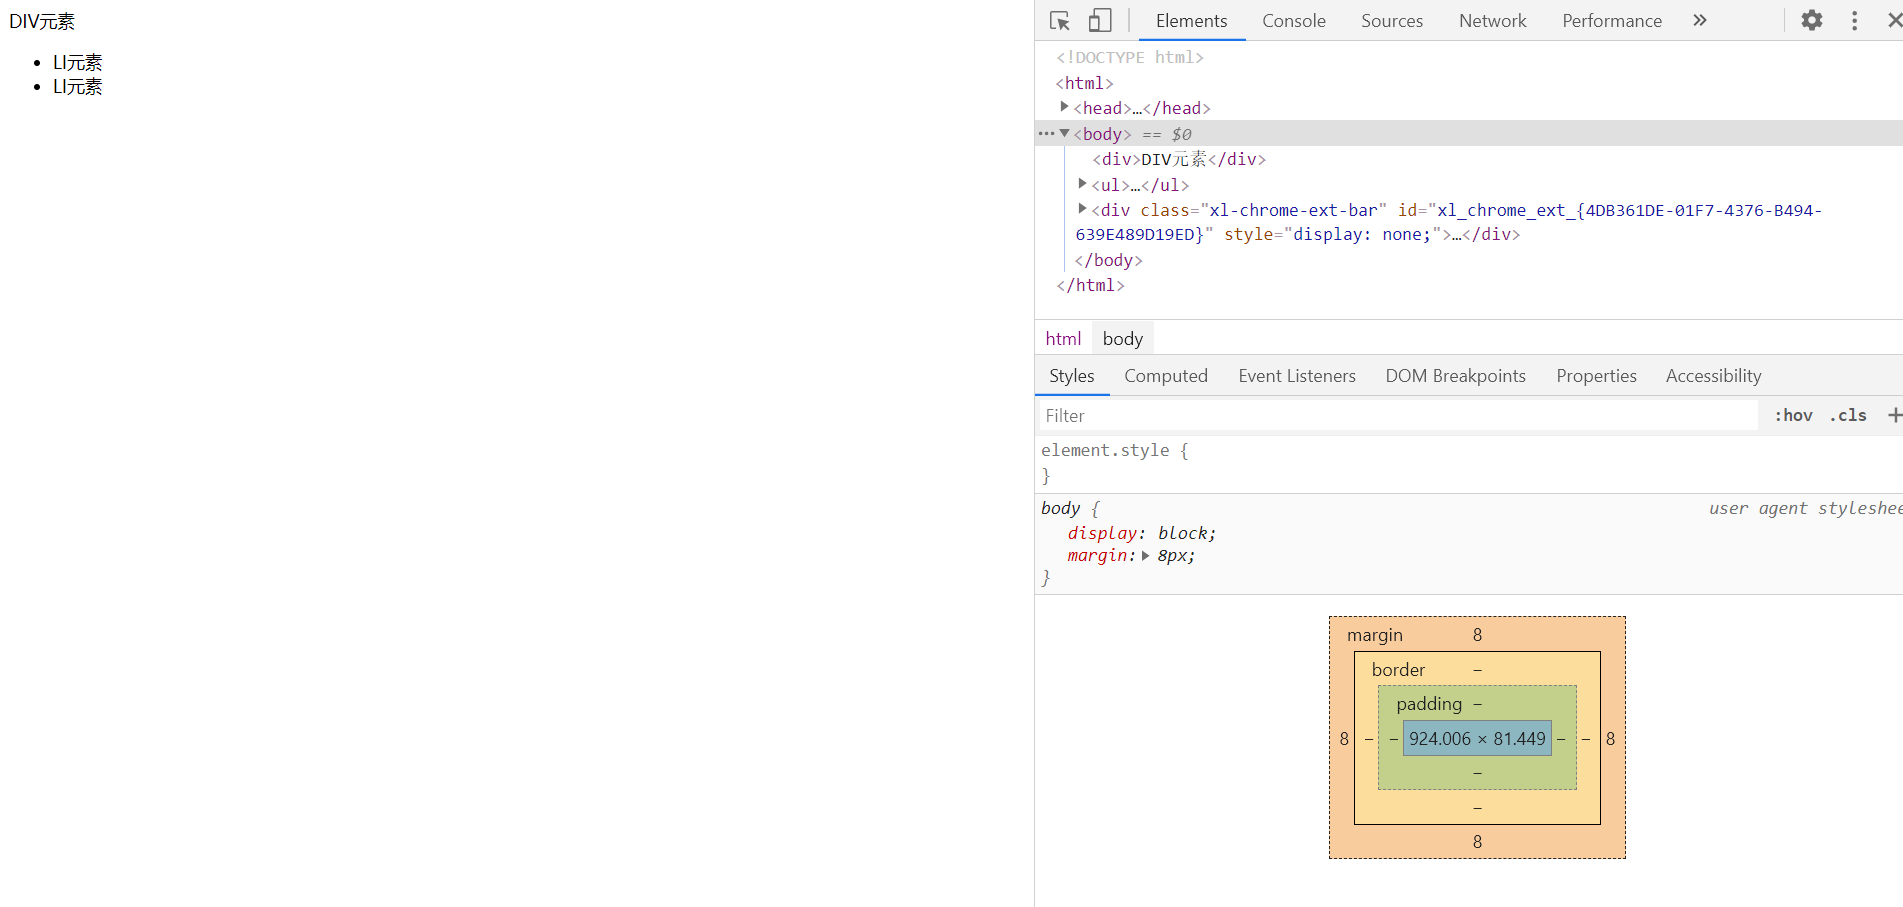 DIV元素
LI元素
LI元素
Elements Console Sources Network Performance
<!DOCTYPE html>
<html>
<head>…</head>
<body> == $0
<div>DIV元素</div>
<ul>…</ul>
<div class="xl-chrome-ext-bar" id="xl_chrome_ext_{4DB361DE-01F7-4376-B494-
639E489D19ED}" style="display: none;">…</div>
</body>
</html>
html body
Styles Computed Event Listeners DOM Breakpoints Properties Accessibility
Filter :hov .cls +
element.style {
}
body { user agent styleshee
display: block;
margin: 8px;
}
margin 8
border –
padding –
8 – – 924.006 × 81.449 – – 8
–
–
8